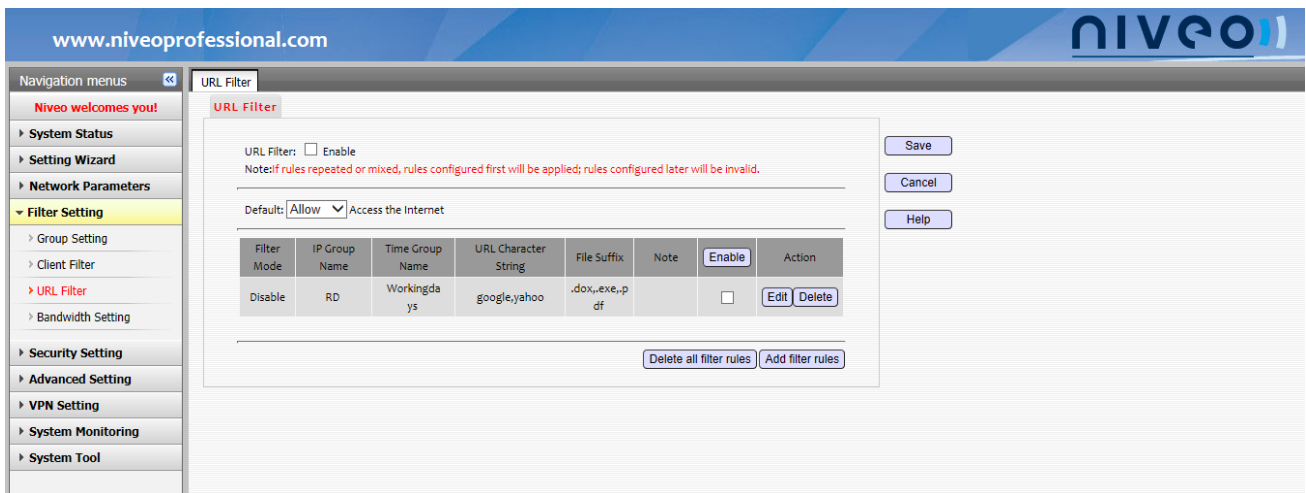 www.niveoprofessional.com
niveo
Navigation menus
Niveo welcomes you!
System Status
Setting Wizard
Network Parameters
Filter Setting
Group Setting
Client Filter
URL Filter
Bandwidth Setting
Security Setting
Advanced Setting
VPN Setting
System Monitoring
System Tool
URL Filter
URL Filter
URL Filter: Enable
Note:If rules repeated or mixed, rules configured first will be applied; rules configured later will be invalid.
Default: Allow Access the Internet
Filter Mode IP Group Name Time Group Name URL Character String File Suffix Note Enable Action
Disable RD Workingda google,yahoo .dox,.exe,.p Edit Delete
ys df
Delete all filter rules Add filter rules
Save
Cancel
Help